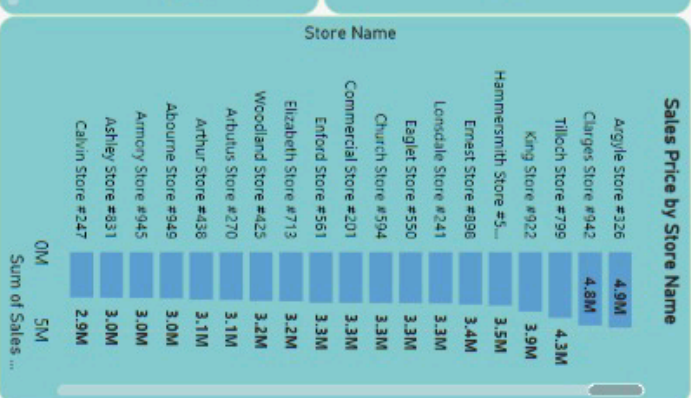 Sales Price by Store Name
Store Name
Argyle Store #326 4.9M
Clarges Store #942 4.8M
Tilloch Store #799 4.3M
King Store #922 3.9M
Hammersmith Store #5... 3.5M
Ernest Store #898 3.4M
Lonsdale Store #241 3.3M
Eaglet Store #550 3.3M
Church Store #594 3.3M
Commercial Store #201 3.3M
Enford Store #561 3.3M
Elizabeth Store #713 3.2M
Woodland Store #425 3.2M
Arbutus Store #270 3.1M
Arthur Store #438 3.1M
Abourne Store #949 3.0M
Armory Store #945 3.0M
Ashley Store #831 3.0M
Calvin Store #247 2.9M
0M 5M
Sum of Sales ...